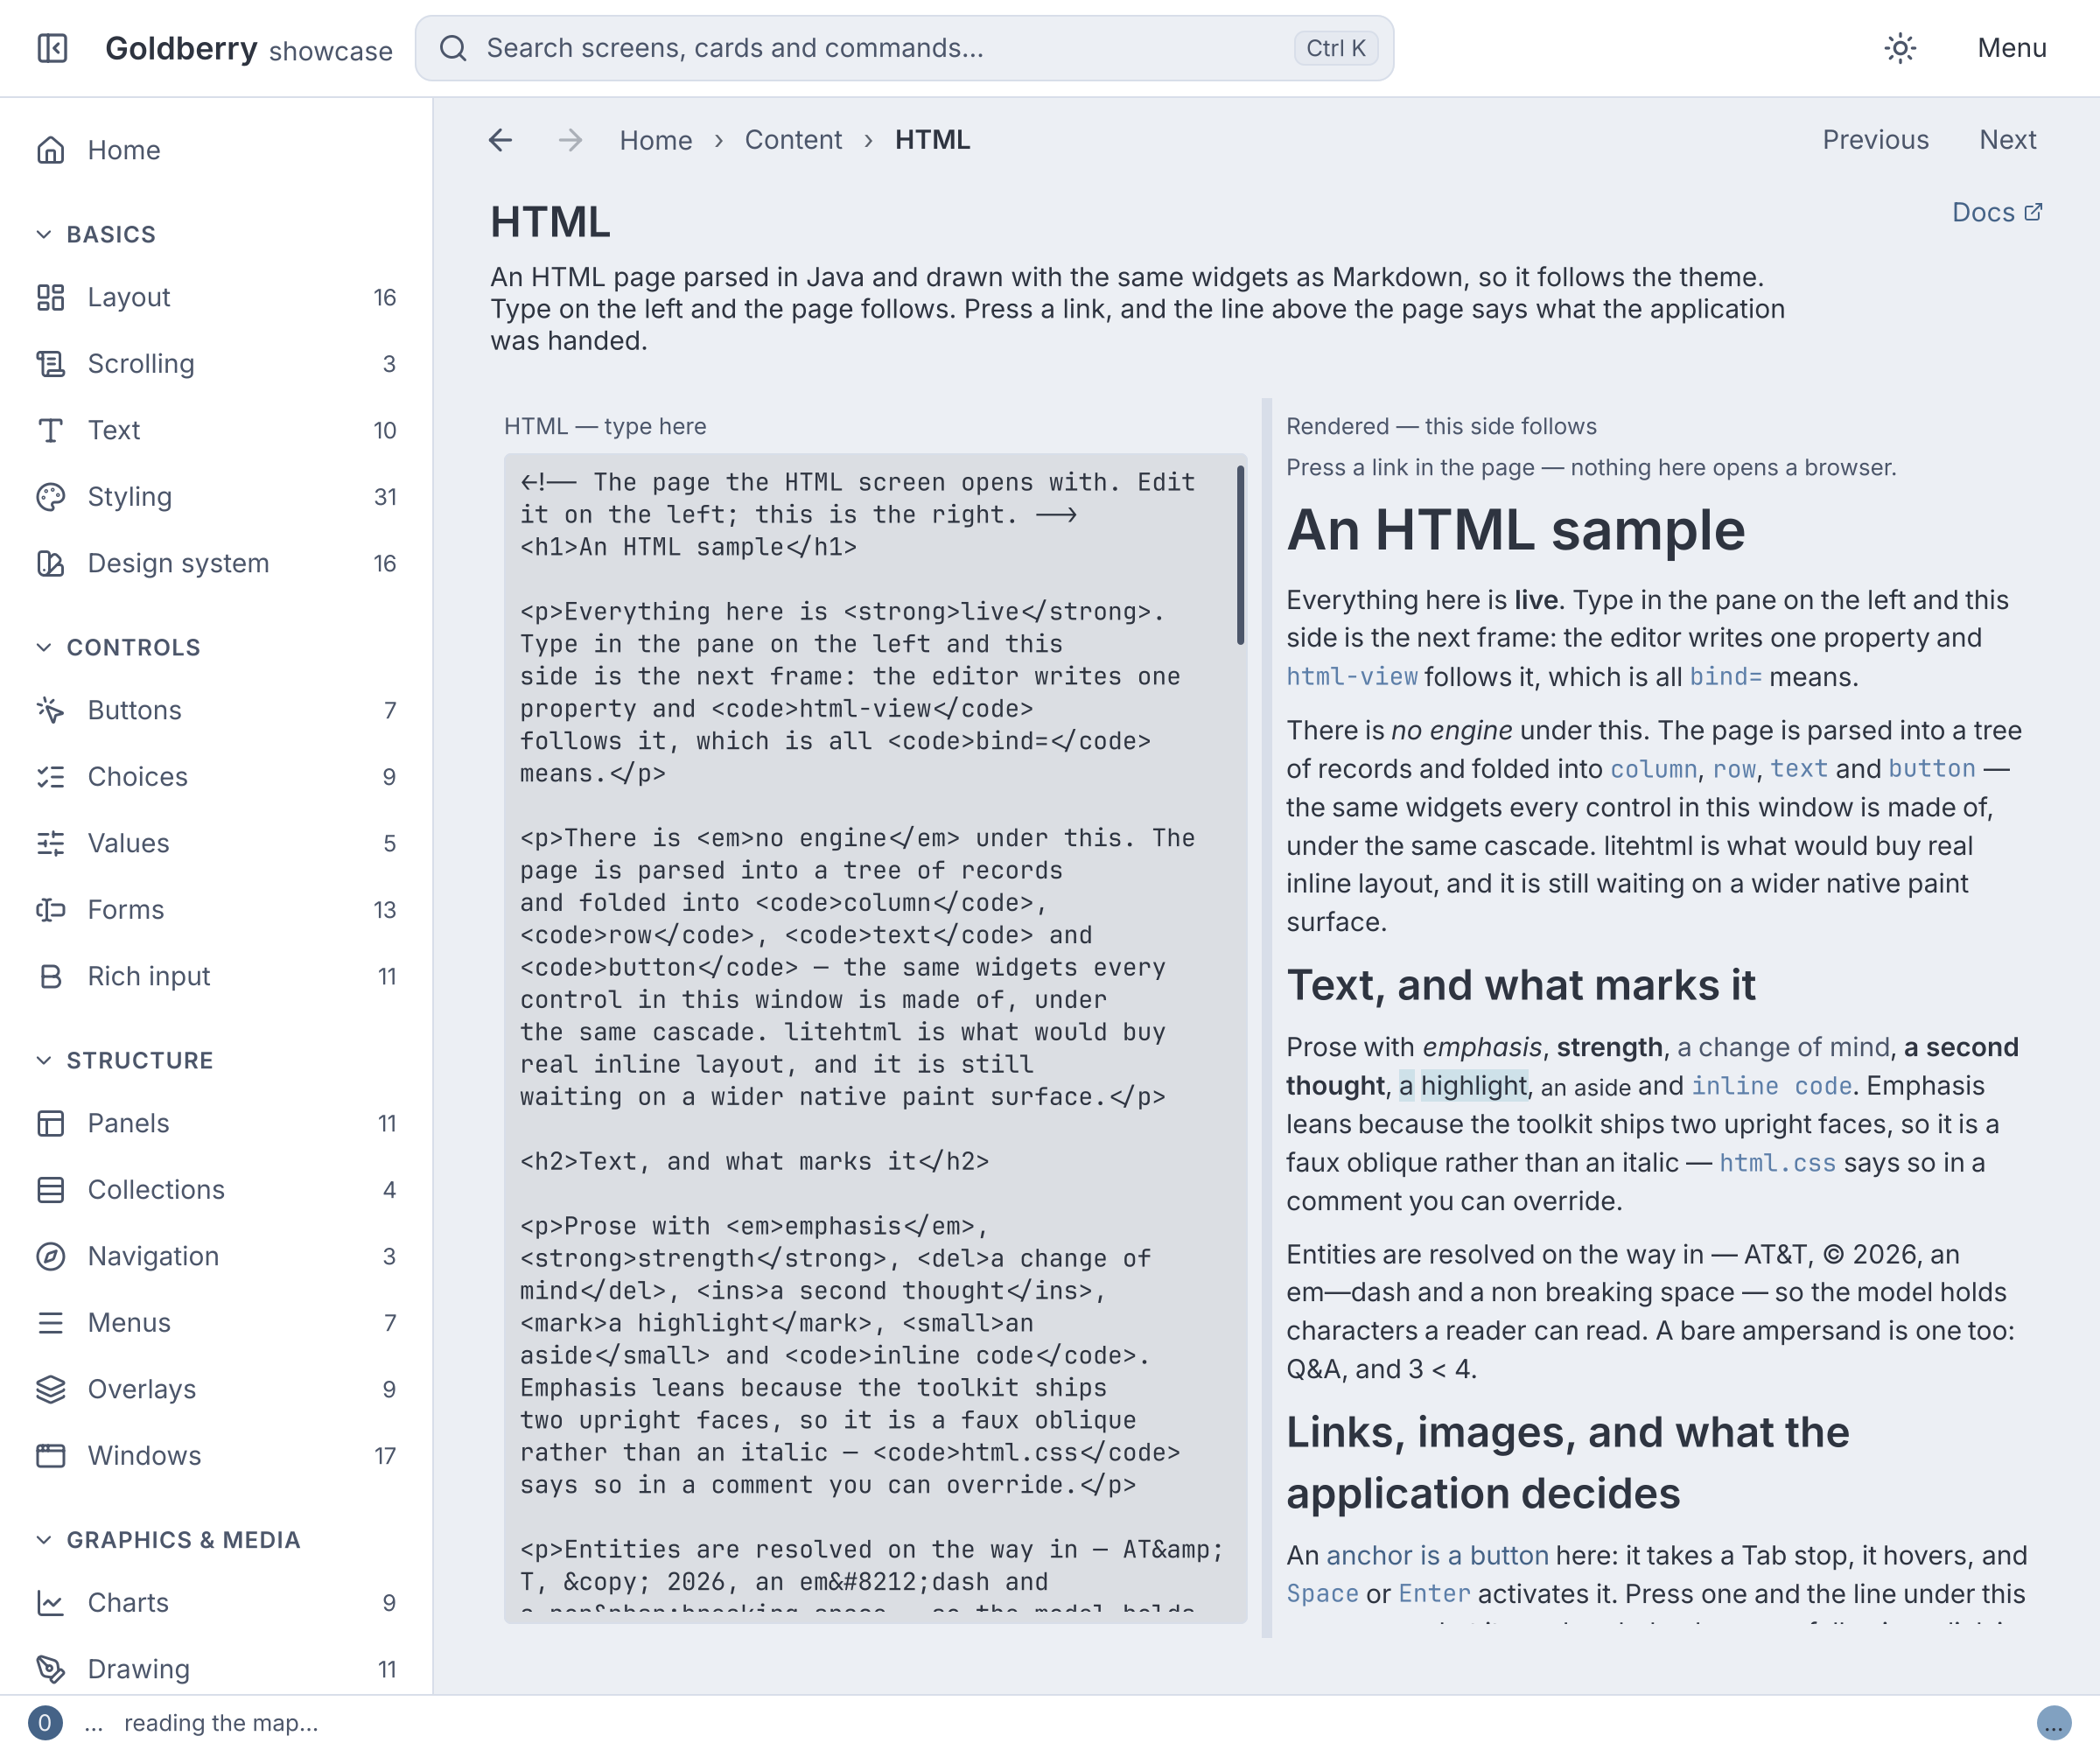 Goldberry showcase
Search screens, cards and commands...
Ctrl K
Menu
Home
BASICS
Layout 16
Scrolling 3
Text 10
Styling 31
Design system 16
CONTROLS
Buttons 7
Choices 9
Values 5
Forms 13
Rich input 11
STRUCTURE
Panels 11
Collections 4
Navigation 3
Menus 7
Overlays 9
Windows 17
GRAPHICS & MEDIA
Charts 9
Drawing 11
Home › Content › HTML
Previous Next
HTML
Docs
An HTML page parsed in Java and drawn with the same widgets as Markdown, so it follows the theme.
Type on the left and the page follows. Press a link, and the line above the page says what the application
was handed.
HTML — type here
<!-- The page the HTML screen opens with. Edit
it on the left; this is the right. -->
<h1>An HTML sample</h1>
<p>Everything here is <strong>live</strong>.
Type in the pane on the left and this
side is the next frame: the editor writes one
property and <code>html-view</code>
follows it, which is all <code>bind=</code>
means.</p>
<p>There is <em>no engine</em> under this. The
page is parsed into a tree of records
and folded into <code>column</code>,
<code>row</code>, <code>text</code> and
<code>button</code> — the same widgets every
control in this window is made of, under
the same cascade. litehtml is what would buy
real inline layout, and it is still
waiting on a wider native paint surface.</p>
<h2>Text, and what marks it</h2>
<p>Prose with <em>emphasis</em>,
<strong>strength</strong>, <del>a change of
mind</del>, <ins>a second thought</ins>,
<mark>a highlight</mark>, <small>an
aside</small> and <code>inline code</code>.
Emphasis leans because the toolkit ships
two upright faces, so it is a faux oblique
rather than an italic — <code>html.css</code>
says so in a comment you can override.</p>
<p>Entities are resolved on the way in — AT&amp;
T, &copy; 2026, an em&#8212;dash and
Rendered — this side follows
Press a link in the page — nothing here opens a browser.
An HTML sample
Everything here is live. Type in the pane on the left and this
side is the next frame: the editor writes one property and
html-view follows it, which is all bind= means.
There is no engine under this. The page is parsed into a tree
of records and folded into column, row, text and button —
the same widgets every control in this window is made of,
under the same cascade. litehtml is what would buy real
inline layout, and it is still waiting on a wider native paint
surface.
Text, and what marks it
Prose with emphasis, strength, a change of mind, a second
thought, a highlight, an aside and inline code. Emphasis
leans because the toolkit ships two upright faces, so it is a
faux oblique rather than an italic — html.css says so in a
comment you can override.
Entities are resolved on the way in — AT&T, © 2026, an
em—dash and a non breaking space — so the model holds
characters a reader can read. A bare ampersand is one too:
Q&A, and 3 < 4.
Links, images, and what the
application decides
An anchor is a button here: it takes a Tab stop, it hovers, and
Space or Enter activates it. Press one and the line under this
0 ... reading the map...
...